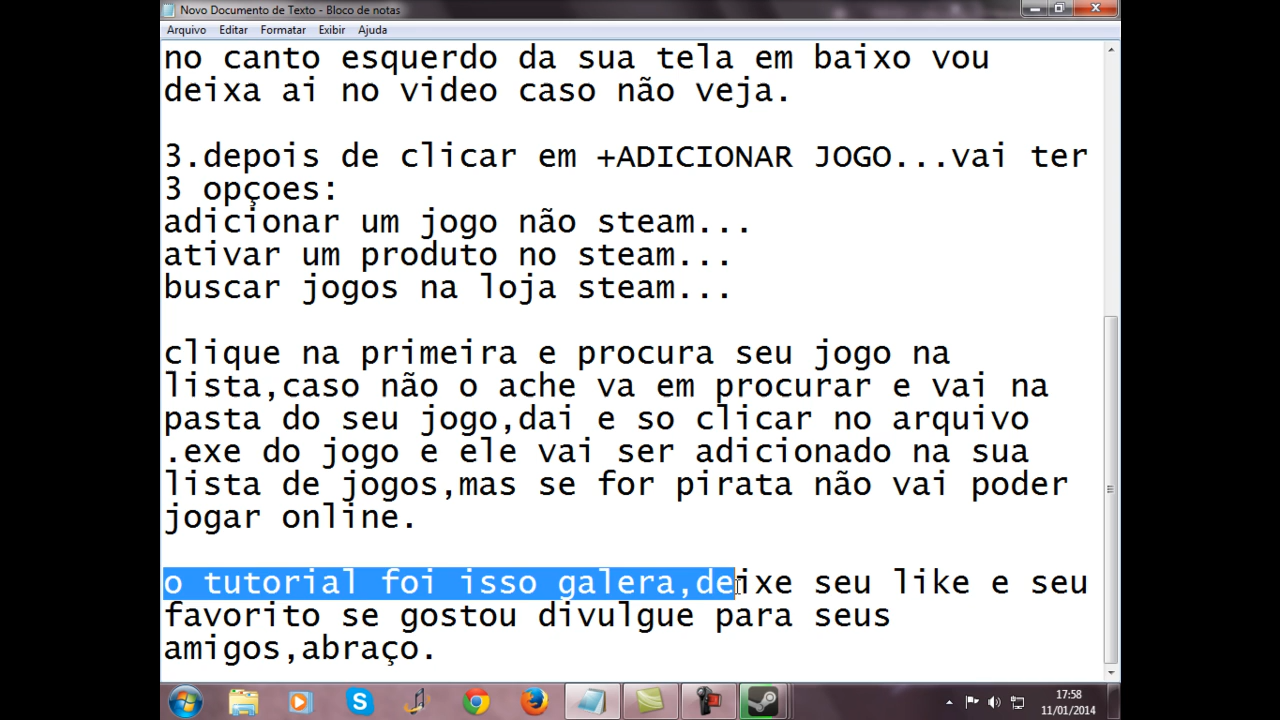 Novo Documento de Texto - Bloco de notas
Arquivo Editar Formatar Exibir Ajuda
no canto esquerdo da sua tela em baixo vou
deixa ai no video caso não veja.
3.depois de clicar em +ADICIONAR JOGO...vai ter
3 opçoes:
adicionar um jogo não steam...
ativar um produto no steam...
buscar jogos na loja steam...
clique na primeira e procura seu jogo na
lista,caso não o ache va em procurar e vai na
pasta do seu jogo,dai e so clicar no arquivo
.exe do jogo e ele vai ser adicionado na sua
lista de jogos,mas se for pirata não vai poder
jogar online.
o tutorial foi isso galera,deixe seu like e seu
favorito se gostou divulgue para seus
amigos,abraço.
17:58
11/01/2014